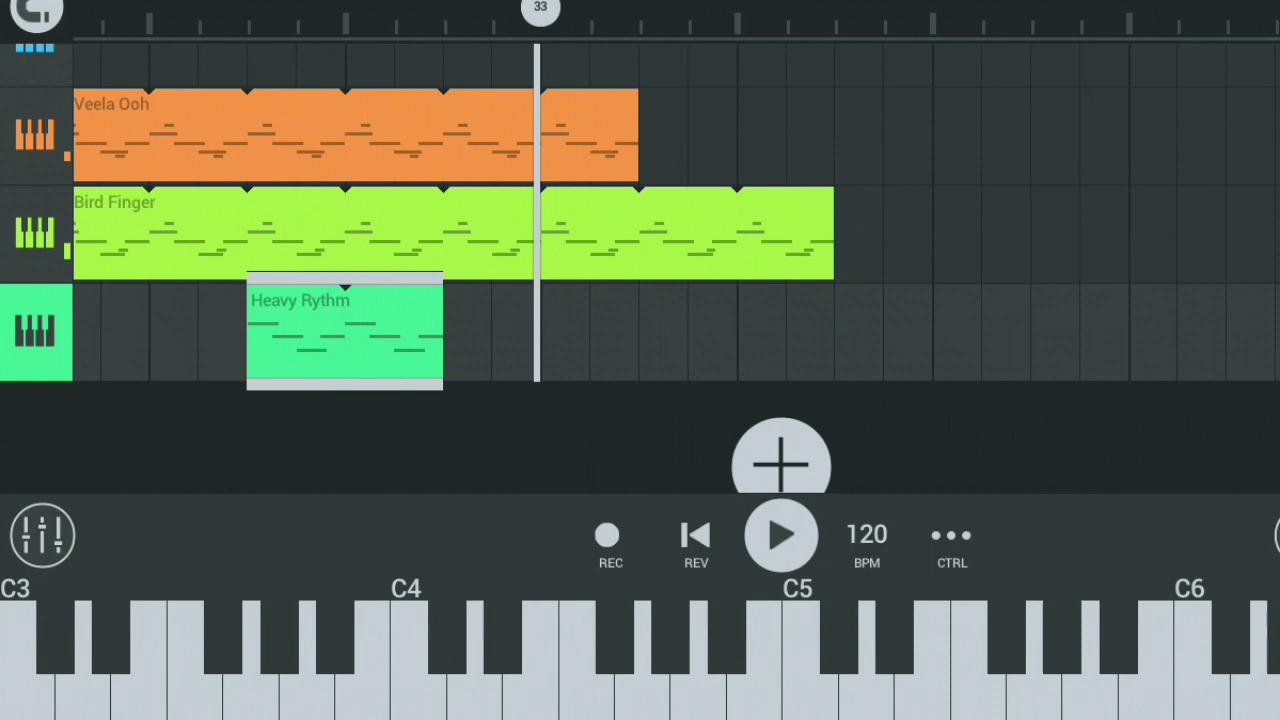 33
Veela Ooh
Bird Finger
Heavy Rythm
120
REC
REV
BPM
CTRL
C3
C4
C5
C6